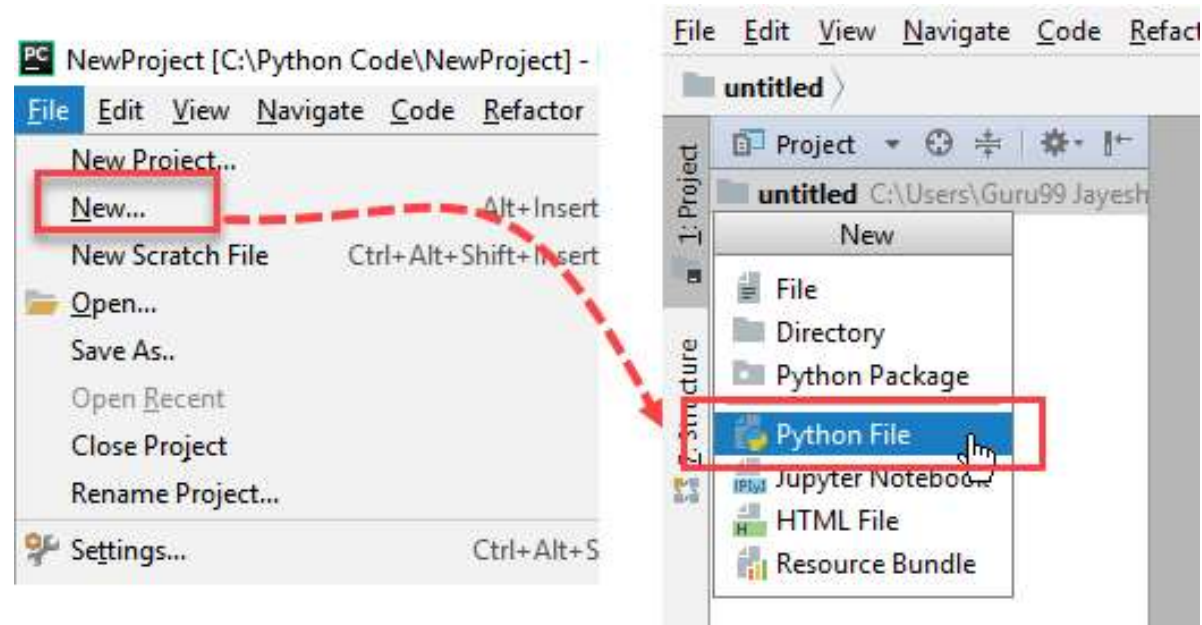 PC NewProject [C:\Python Code\NewProject] -
File Edit View Navigate Code Refactor
New Project...
New... Alt+Insert
New Scratch File Ctrl+Alt+Shift+Insert
Open...
Save As..
Open Recent
Close Project
Rename Project...
Settings... Ctrl+Alt+S
File Edit View Navigate Code Refact
untitled
Project
1: Project
untitled C:\Users\Guru99 Jayesh
New
File
Directory
Python Package
Python File
Jupyter Notebook
HTML File
Resource Bundle
Z: Structure